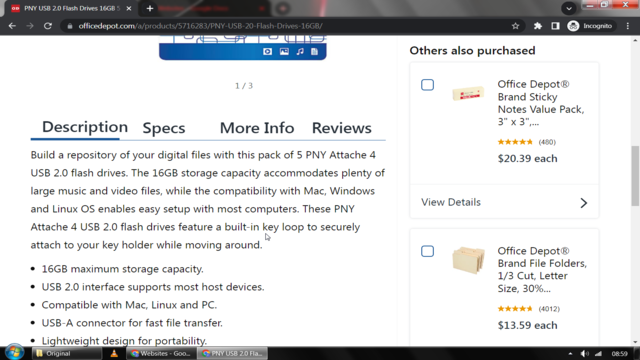 PNY USB 2.0 Flash Drives 16GB 5
officedepot.com/a/products/5716283/PNY-USB-20-Flash-Drives-16GB/
Incognito
1 / 3
Description
Specs
More Info
Reviews
Build a repository of your digital files with this pack of 5 PNY Attache 4
USB 2.0 flash drives. The 16GB storage capacity accommodates plenty of
large music and video files, while the compatibility with Mac, Windows
and Linux OS enables easy setup with most computers. These PNY
Attache 4 USB 2.0 flash drives feature a built-in key loop to securely
attach to your key holder while moving around.
• 16GB maximum storage capacity.
• USB 2.0 interface supports most host devices.
• Compatible with Mac, Linux and PC.
• USB-A connector for fast file transfer.
• Lightweight design for portability.
Others also purchased
Office Depot®
Brand Sticky
Notes Value Pack,
3" x 3",...
(480)
$20.39 each
View Details
Office Depot®
Brand File Folders,
1/3 Cut, Letter
Size, 30%...
(4012)
$13.59 each
Original
Websites - Goo...
PNY USB 2.0 Fla...
08:59